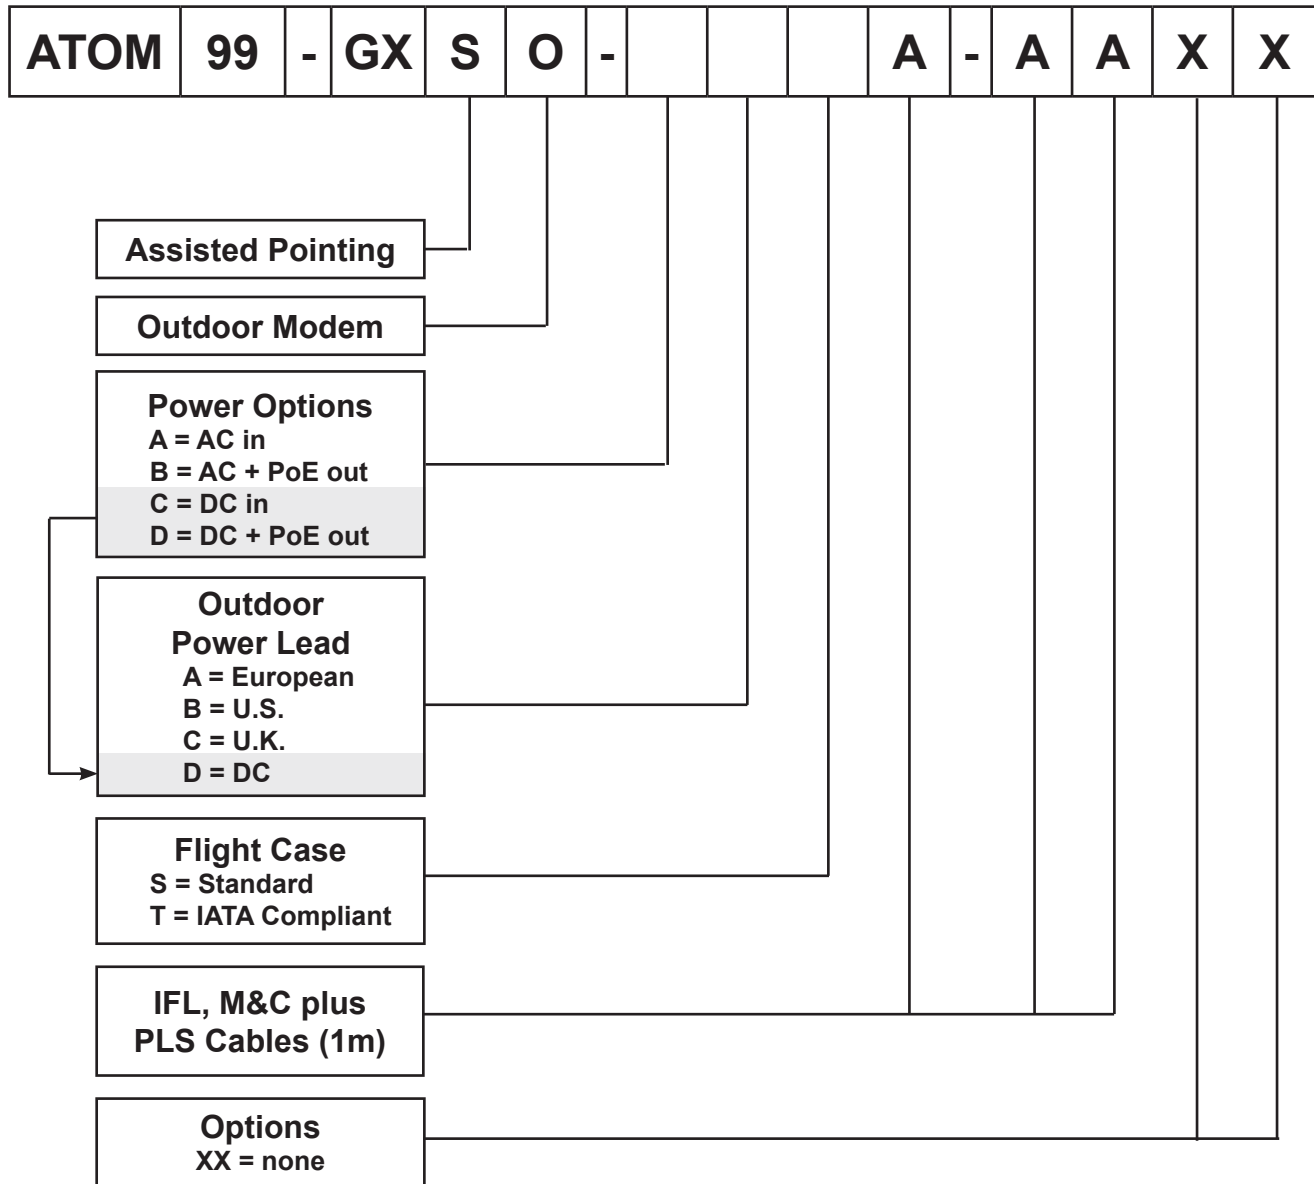 ATOM 99 - GX S O - A - A A X X
Assisted Pointing
Outdoor Modem
Power Options
A = AC in
B = AC + PoE out
C = DC in
D = DC + PoE out
Outdoor
Power Lead
A = European
B = U.S.
C = U.K.
D = DC
Flight Case
S = Standard
T = IATA Compliant
IFL, M&C plus
PLS Cables (1m)
Options
XX = none